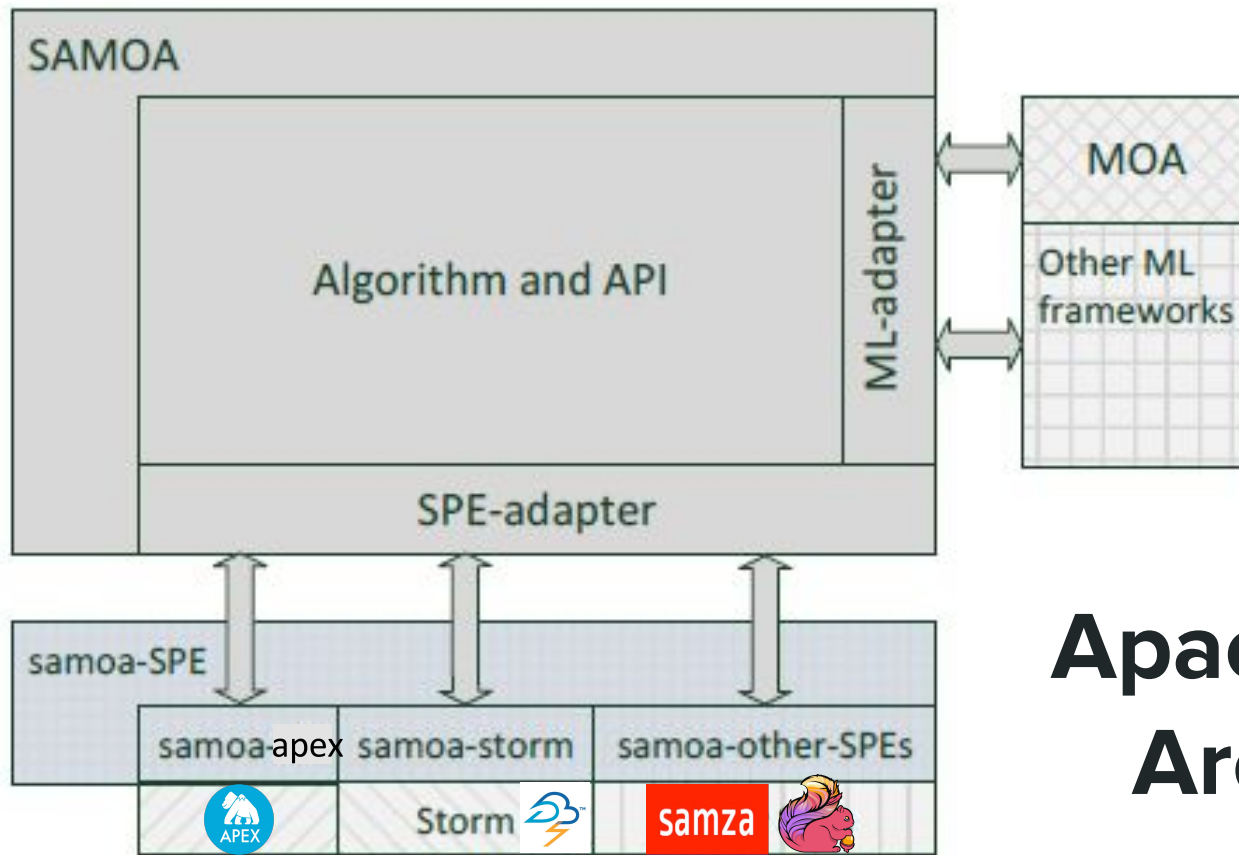 SAMOA
Algorithm and API
ML-adapter
MOA
Other ML
frameworks
SPE-adapter
samoa-SPE
samoa-apex
samoa-storm
samoa-other-SPEs
APEX
Storm
samza